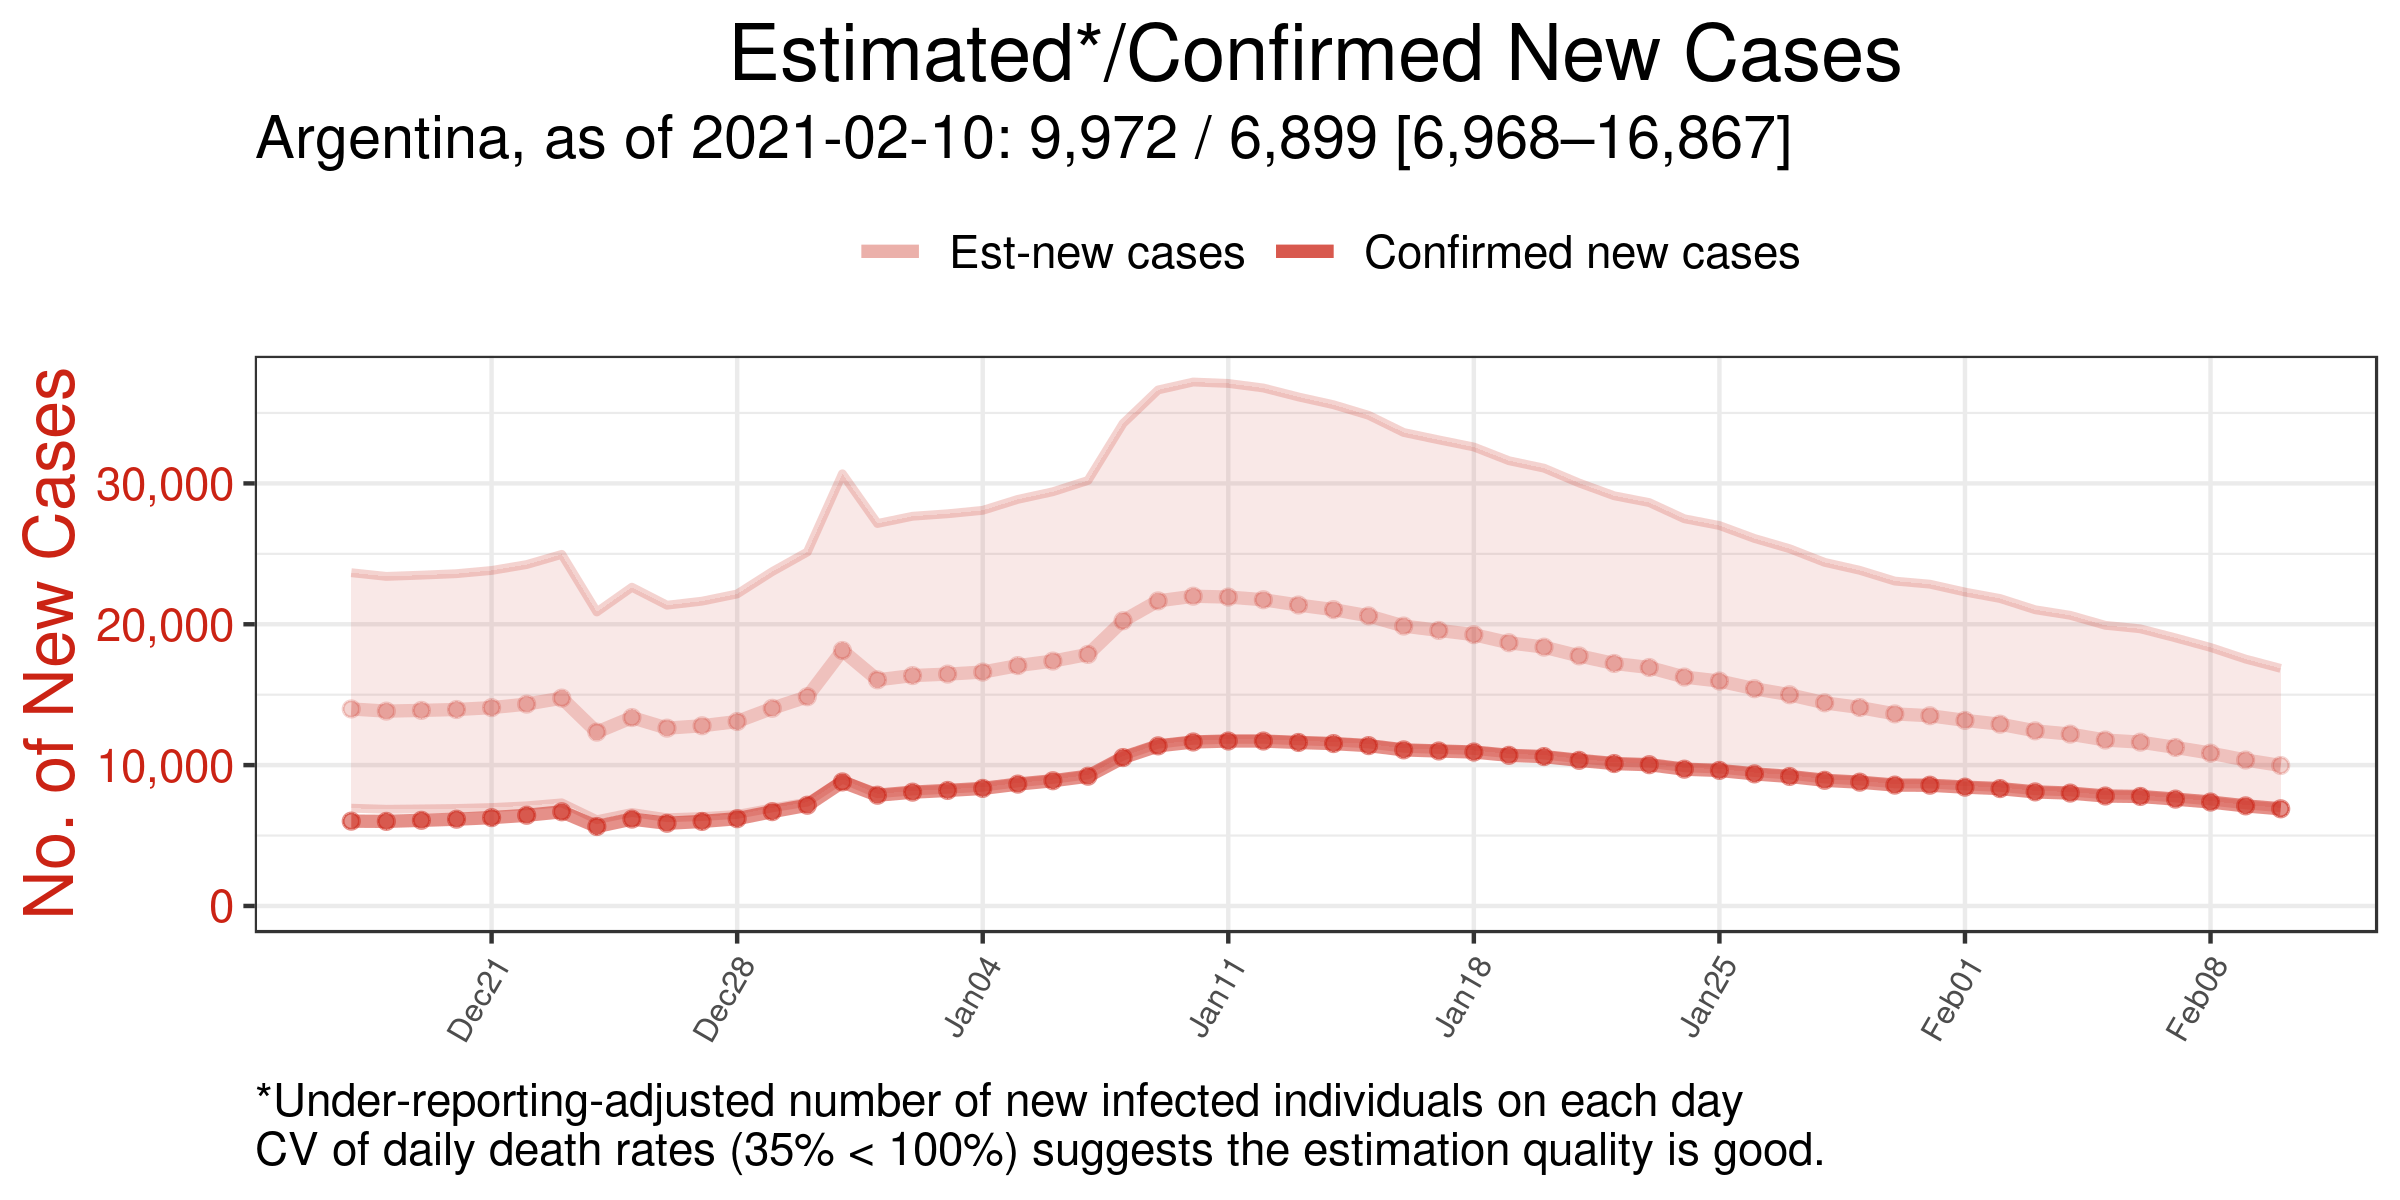 Estimated*/Confirmed New Cases
Argentina, as of 2021-02-10: 9,972 / 6,899 [6,968–16,867]
Est-new cases
Confirmed new cases
No. of New Cases
30,000
20,000
10,000
0
Dec21
Dec28
Jan04
Jan11
Jan18
Jan25
Feb01
Feb08
*Under-reporting-adjusted number of new infected individuals on each day
CV of daily death rates (35% < 100%) suggests the estimation quality is good.